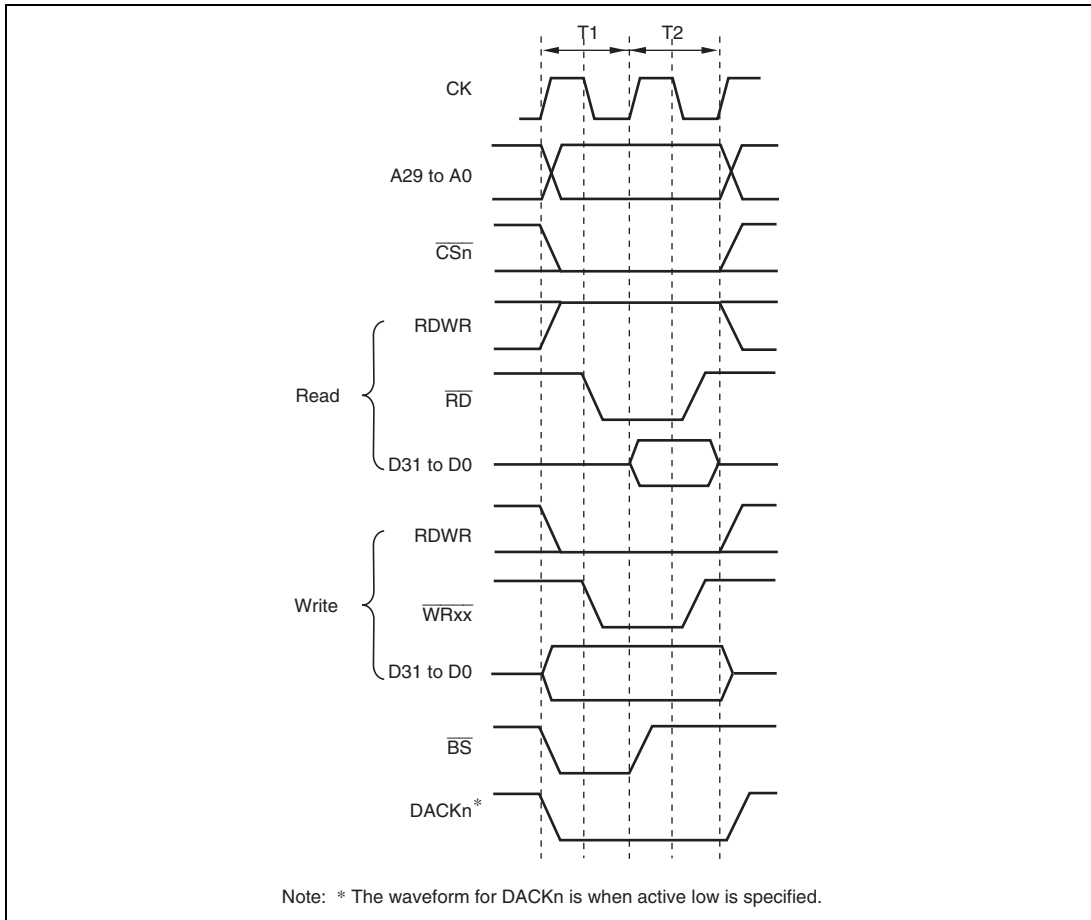 T1 T2
CK
A29 to A0
CSn
RDWR
Read
RD
D31 to D0
RDWR
Write
WRxx
D31 to D0
BS
DACKn*
Note: * The waveform for DACKn is when active low is specified.